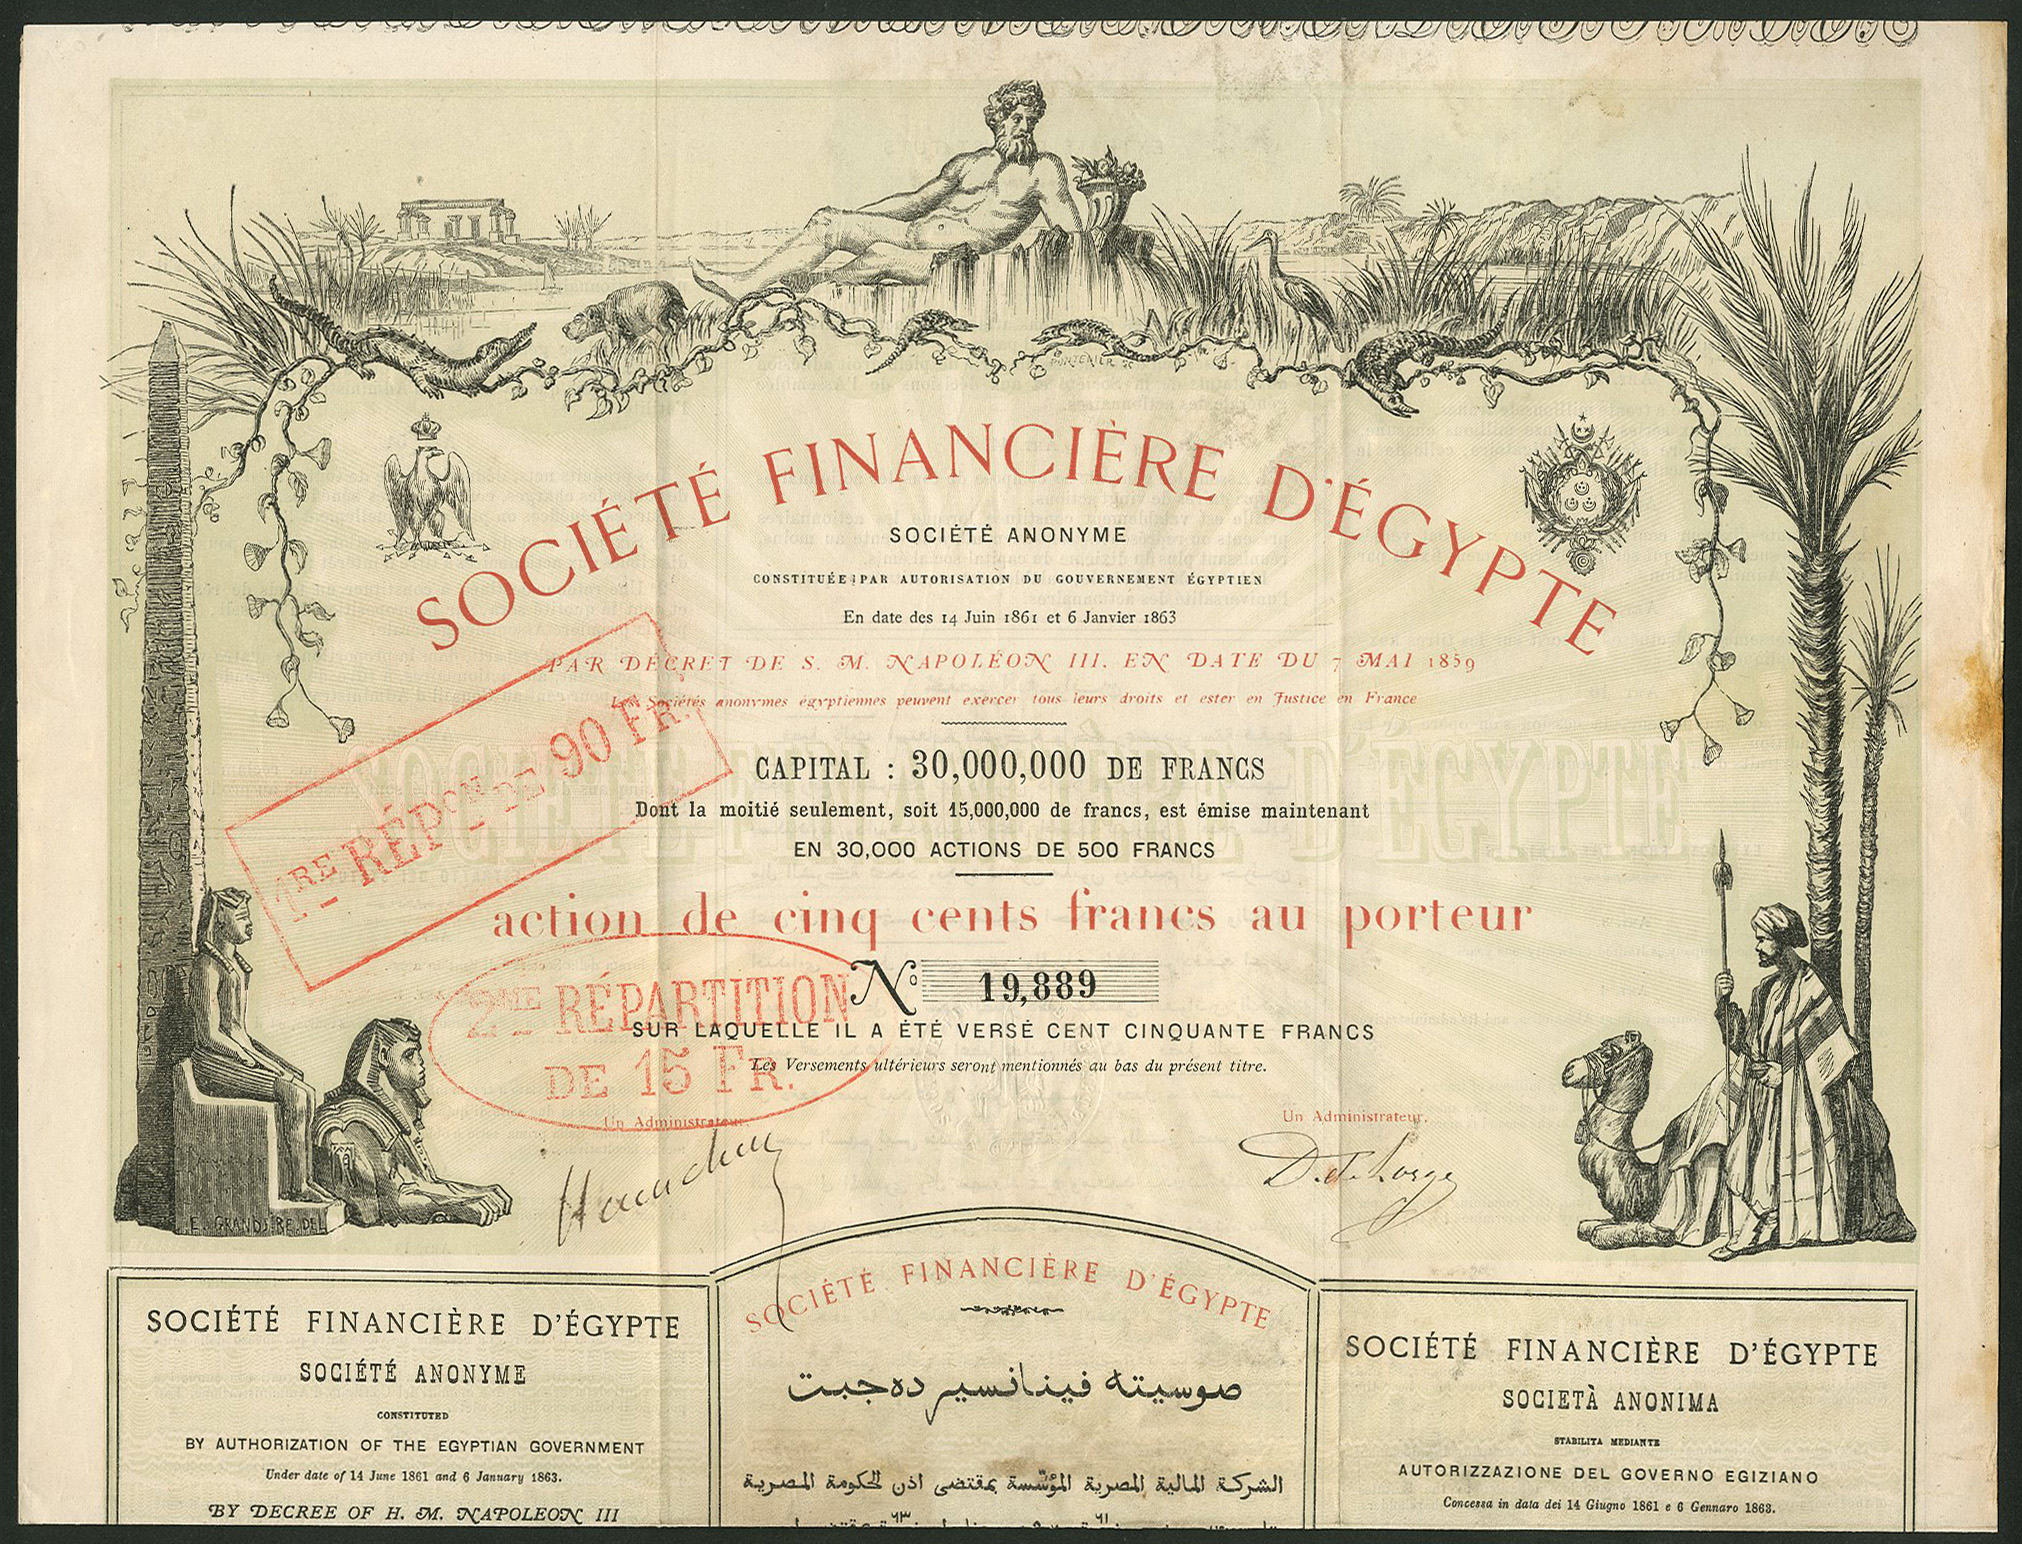 PONTENIER SC
SOCIÉTÉ FINANCIÈRE D'ÉGYPTE
SOCIÉTÉ ANONYME
CONSTITUÉE PAR AUTORISATION DU GOUVERNEMENT ÉGYPTIEN
En date des 14 Juin 1861 et 6 Janvier 1863
PAR DÉCRET DE S. M. NAPOLÉON III. EN DATE DU 7 MAI 1859
Les Sociétés anonymes égyptiennes peuvent exercer tous leurs droits et ester en Justice en France
1RE RÉPON DE 90 FR.
CAPITAL : 30,000,000 DE FRANCS
Dont la moitié seulement, soit 15,000,000 de francs, est émise maintenant
EN 30,000 ACTIONS DE 500 FRANCS
action de cinq cents francs au porteur
No 19,889
2ME RÉPARTITION
DE 15 FR.
SUR LAQUELLE IL A ÉTÉ VERSÉ CENT CINQUANTE FRANCS
Les Versements ultérieurs seront mentionnés au bas du présent titre.
Un Administrateur.
Un Administrateur.
E. GRANDSIRE. DEL
SOCIÉTÉ FINANCIÈRE D'ÉGYPTE
SOCIÉTÉ ANONYME
CONSTITUTED
BY AUTHORIZATION OF THE EGYPTIAN GOVERNMENT
Under date of 14 June 1861 and 6 January 1863.
BY DECREE OF H. M. NAPOLEON III
SOCIÉTÉ FINANCIÈRE D'ÉGYPTE
صوسيته فينانسير ده جبت
الشركة المالية المصرية المؤسّسة بمقتضى اذن الحكومة المصرية
SOCIÉTÉ FINANCIÈRE D'ÉGYPTE
SOCIETÀ ANONIMA
STABILITA MEDIANTE
AUTORIZZAZIONE DEL GOVERNO EGIZIANO
Concessa in data dei 14 Giugno 1861 e 6 Gennaro 1863.